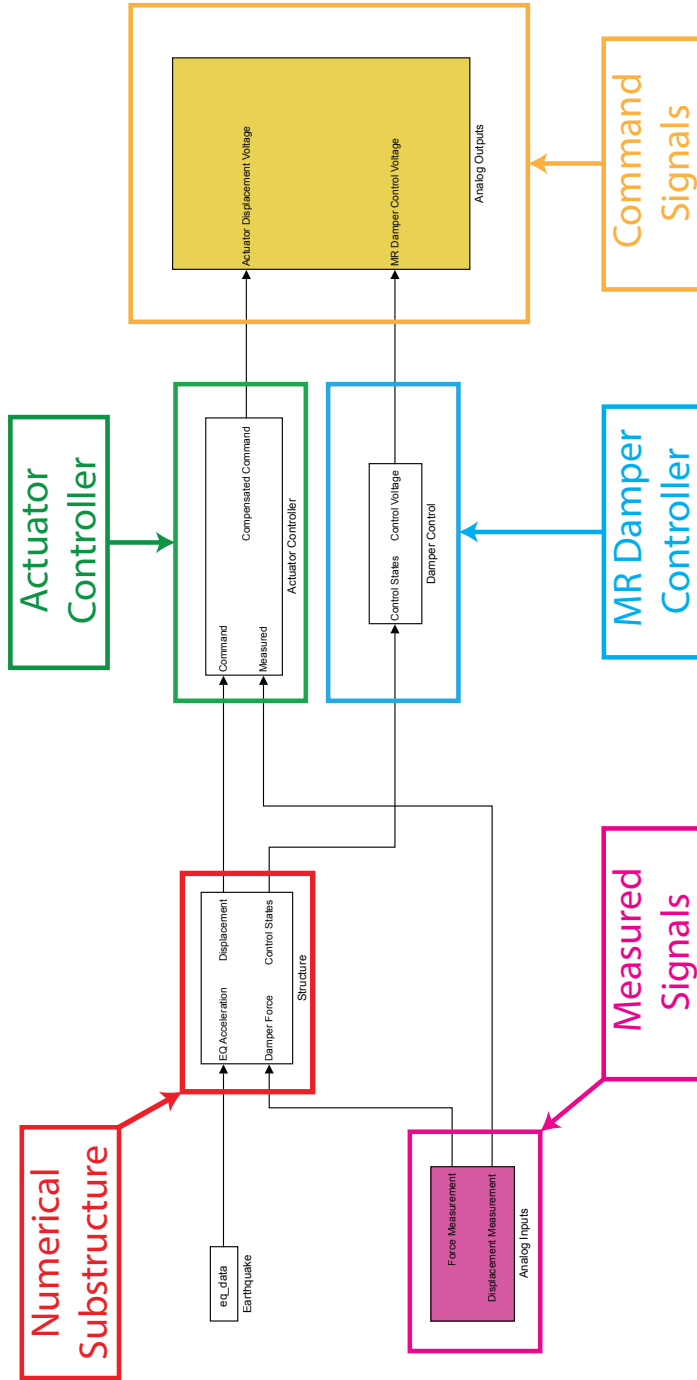 Numerical
Substructure
Actuator
Controller
eq_data
Earthquake
EQ Acceleration
Displacement
Damper Force
Control States
Structure
Command
Compensated Command
Measured
Actuator Controller
Actuator Displacement Voltage
MR Damper Control Voltage
Analog Outputs
Force Measurement
Displacement Measurement
Analog Inputs
Control States
Control Voltage
Damper Control
Measured
Signals
MR Damper
Controller
Command
Signals